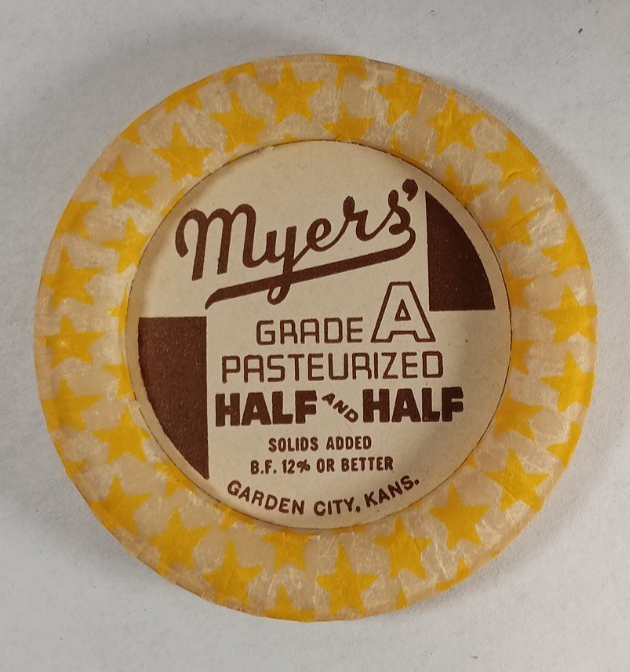 Myers'
GRADE A
PASTEURIZED
HALF AND HALF
SOLIDS ADDED
B.F. 12% OR BETTER
GARDEN CITY, KANS.